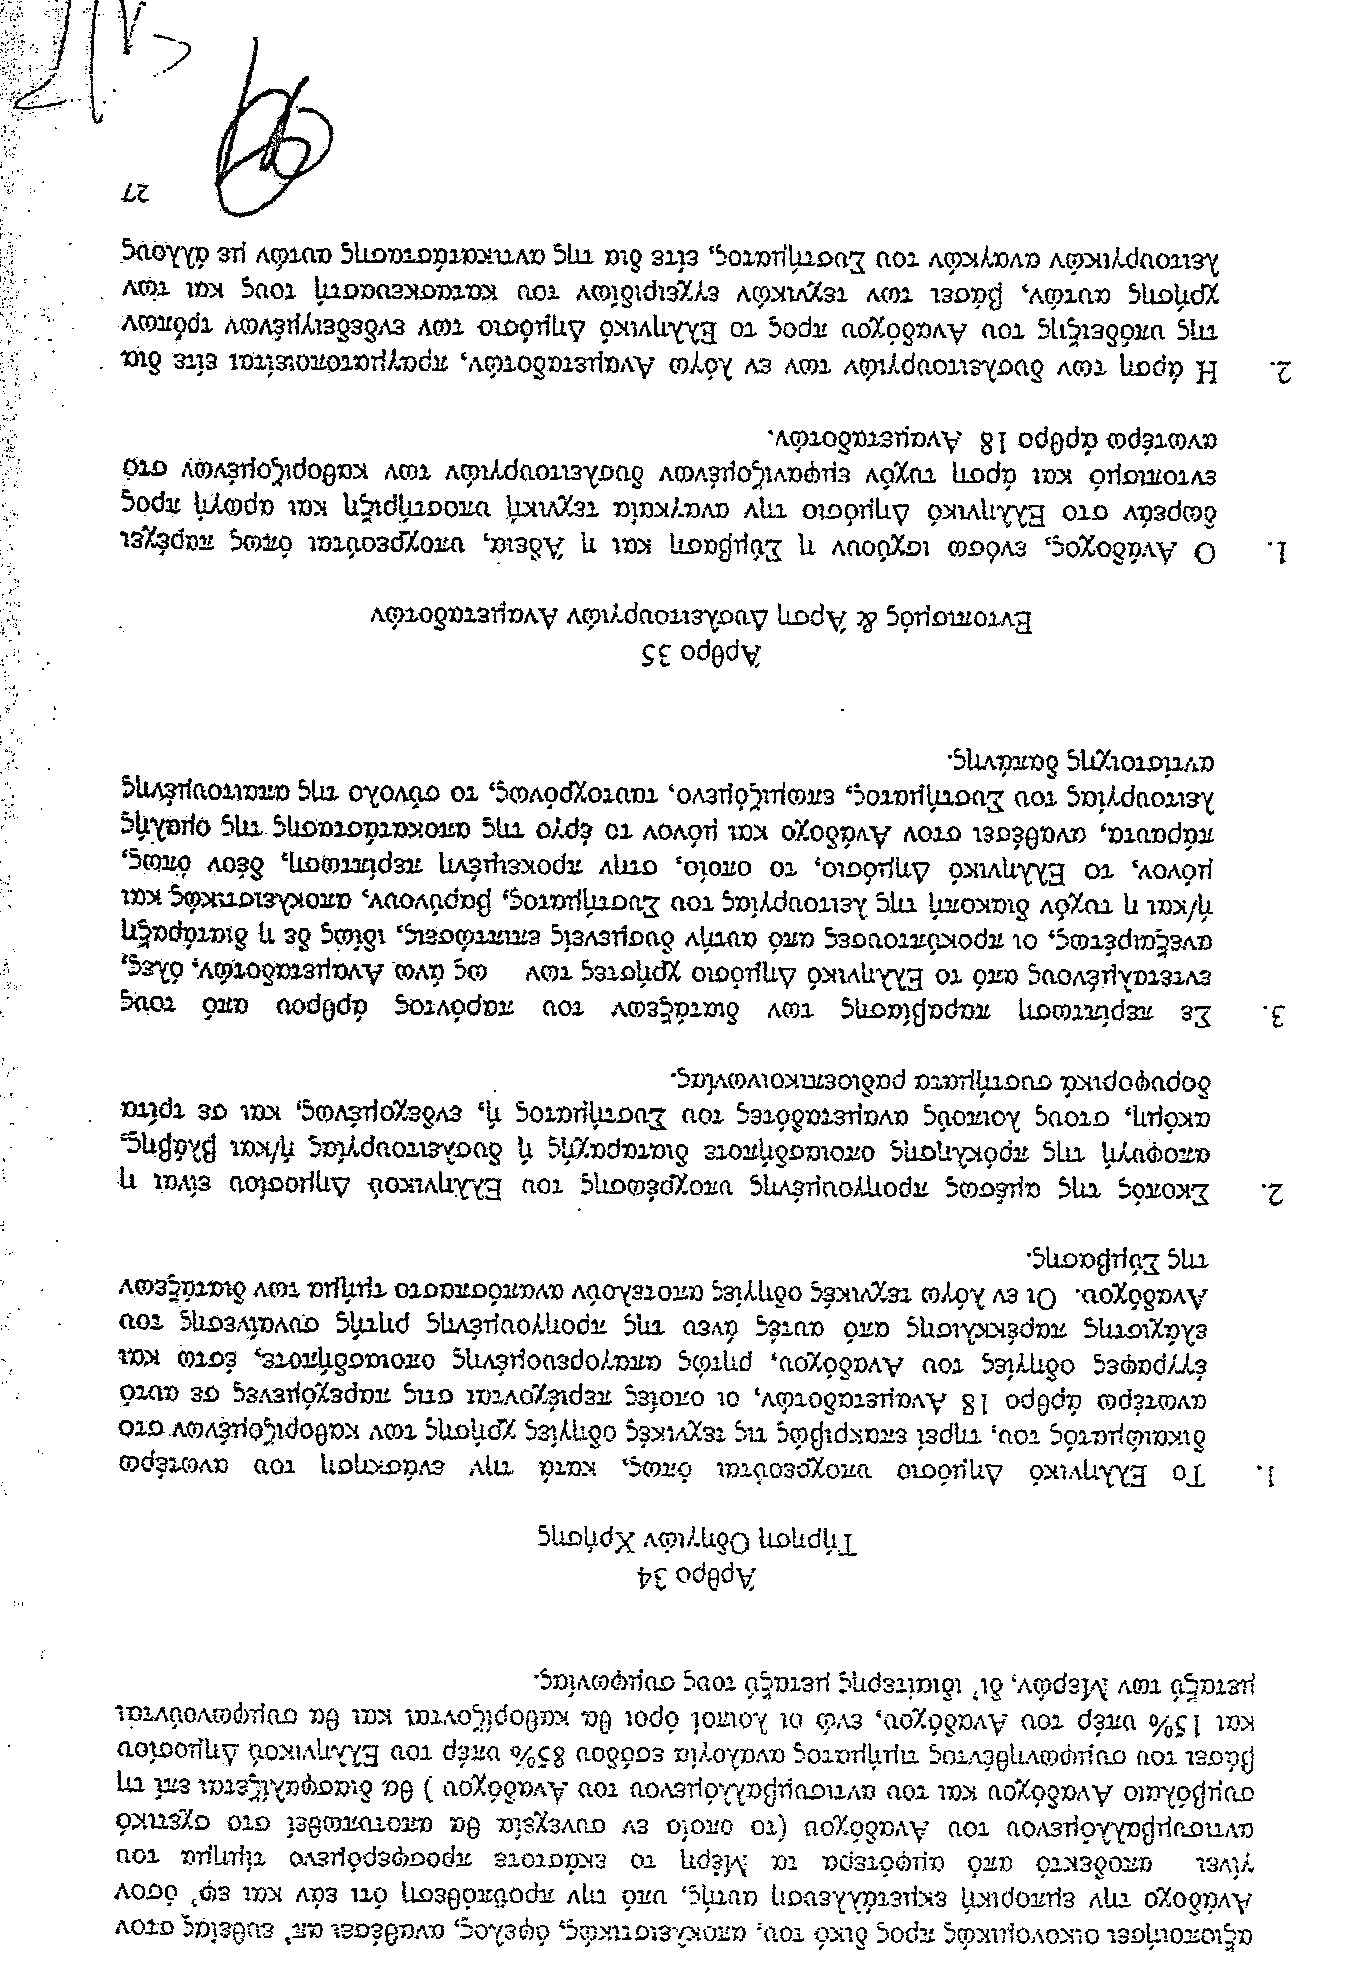 αξιοποιήσει οικονομικώς προς δικό του, αποκλειστικώς, όφελος, αναθέσει απ' ευθείας στον
Ανάδοχο την εμπορική εκμετάλλευση αυτής, υπό την προϋπόθεση ότι εάν και εφ' όσον
γίνει αποδεκτό από αμφότερα τα Μέρη το εκάστοτε προσφερόμενο τίμημα του
αντισυμβαλλόμενου του Αναδόχου (το οποίο εν συνεχεία θα αποτυπωθεί στο σχετικό
συμβόλαιο Αναδόχου και του αντισυμβαλλόμενου του Αναδόχου ) θα διασφαλίζεται επί τη
βάσει του συμφωνηθέντος τιμήματος αναλογία εσόδου 85% υπέρ του Ελληνικού Δημοσίου
και 15% υπέρ του Αναδόχου, ενώ οι λοιποί όροι θα καθορίζονται και θα συμφωνούνται
μεταξύ των Μερών, δι' ιδιαίτερης μεταξύ τους συμφωνίας.
Άρθρο 34
Τήρηση Οδηγιών Χρήσης
1. Το Ελληνικό Δημόσιο υποχρεούται όπως, κατά την ενάσκηση του ανωτέρω
δικαιώματος του, τηρεί επακριβώς τις τεχνικές οδηγίες χρήσης των καθοριζομένων στο
ανωτέρω άρθρο 18 Αναμεταδοτών, οι οποίες περιέχονται στις παρεχόμενες σε αυτό
έγγραφες οδηγίες του Αναδόχου, ρητώς απαγορευομένης οποιασδήποτε, έστω και
ελάχιστης παρέκκλισης από αυτές άνευ της προηγουμένης ρητής συναίνεσης του
Αναδόχου. Οι εν λόγω τεχνικές οδηγίες αποτελούν αναπόσπαστο τμήμα των διατάξεων
της Σύμβασης.
2. Σκοπός της αμέσως προηγουμένης υποχρέωσης του Ελληνικού Δημοσίου είναι η
αποφυγή της πρόκλησης οποιασδήποτε διαταραχής ή δυσλειτουργίας ή/και βλάβης,
ακόμη, στους λοιπούς αναμεταδότες του Συστήματος ή, ενδεχομένως, και σε τρίτα
δορυφορικά συστήματα ραδιοεπικοινωνίας.
3. Σε περίπτωση παραβίασης των διατάξεων του παρόντος άρθρου από τους
εντεταλμένους από το Ελληνικό Δημόσιο χρήστες των ως άνω Αναμεταδοτών, όλες,
ανεξαιρέτως, οι προκύπτουσες από αυτήν δυσμενείς επιπτώσεις, ιδίως δε η διατάραξη
ή/και η τυχόν διακοπή της λειτουργίας του Συστήματος, βαρύνουν, αποκλειστικώς και
μόνον, το Ελληνικό Δημόσιο, το οποίο, στην προκειμένη περίπτωση, δέον όπως,
πάραυτα, αναθέσει στον Ανάδοχο και μόνον το έργο της αποκατάστασης της ομαλής
λειτουργίας του Συστήματος, επωμιζόμενο, ταυτοχρόνως, το σύνολο της απαιτουμένης
αντίστοιχης δαπάνης.
Άρθρο 35
Εντοπισμός & Άρση Δυσλειτουργιών Αναμεταδοτών
1. Ο Ανάδοχος, ενόσω ισχύουν η Σύμβαση και η Άδεια, υποχρεούται όπως παρέχει
δωρεάν στο Ελληνικό Δημόσιο την αναγκαία τεχνική υποστήριξη και αρωγή προς
εντοπισμό και άρση τυχόν εμφανιζομένων δυσλειτουργιών των καθοριζομένων στο
ανωτέρω άρθρο 18 Αναμεταδοτών.
2. Η άρση των δυσλειτουργιών των εν λόγω Αναμεταδοτών, πραγματοποιείται είτε δια
της υπόδειξης του Αναδόχου προς το Ελληνικό Δημόσιο των ενδεδειγμένων τρόπων
χρήσης αυτών, βάσει των τεχνικών εγχειριδίων του κατασκευαστή τους και των
λειτουργικών αναγκών του Συστήματος, είτε δια της αντικατάστασης αυτών με άλλους
27